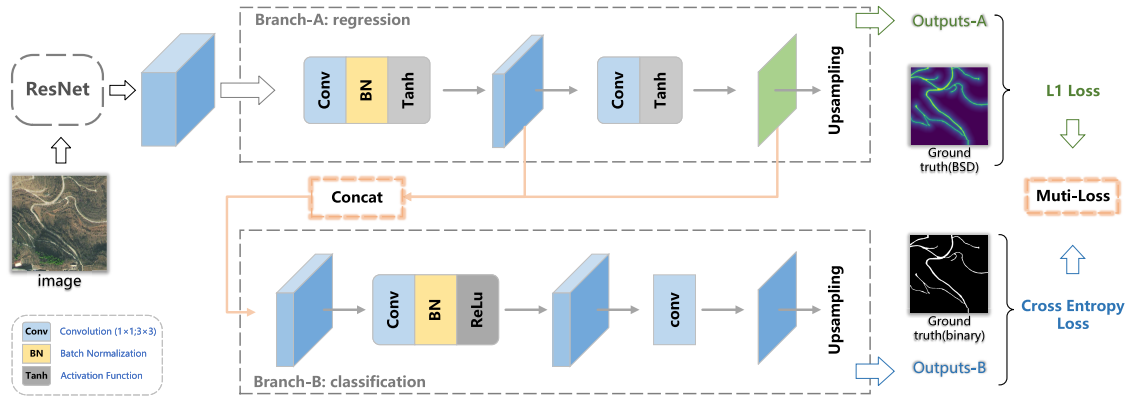 Branch-A: regression
Outputs-A
ResNet
Conv
BN
Tanh
Conv
Tanh
Upsampling
L1 Loss
Ground
truth(BSD)
Concat
Muti-Loss
image
Conv
BN
ReLu
conv
Upsampling
Ground
truth(binary)
Cross Entropy
Loss
Outputs-B
Branch-B: classification
Conv
Convolution (1×1;3×3)
BN
Batch Normalization
Tanh
Activation Function